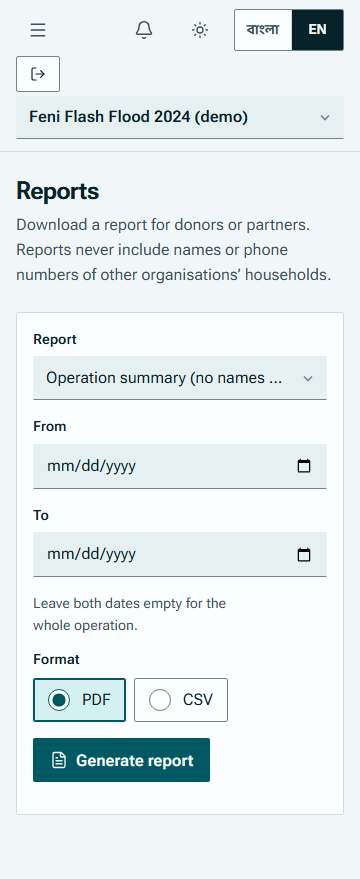 বাংলা
EN
Feni Flash Flood 2024 (demo)
Reports
Download a report for donors or partners.
Reports never include names or phone
numbers of other organisations’ households.
Report
Operation summary (no names ...
From
mm/dd/yyyy
To
mm/dd/yyyy
Leave both dates empty for the
whole operation.
Format
PDF
CSV
Generate report